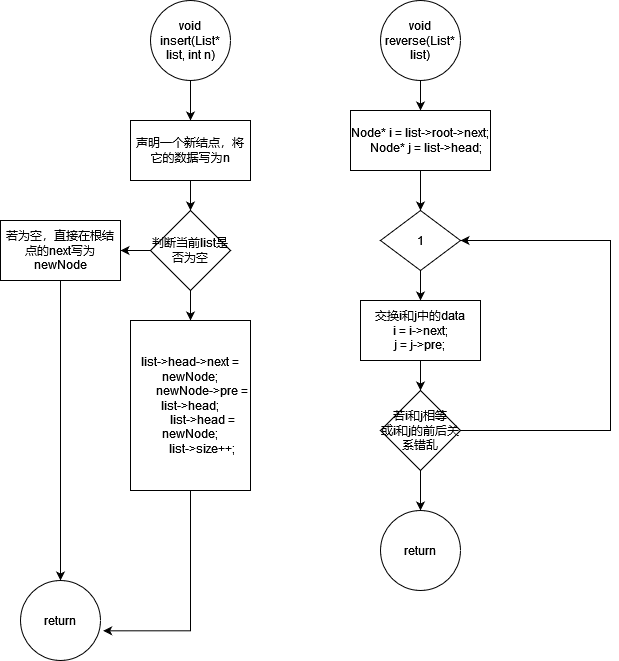 void
insert(List*
list, int n)
声明一个新结点，将
它的数据写为n
判断当前list是
否为空
若为空，直接在根结
点的next写为
newNode
list->head->next =
newNode;
newNode->pre =
list->head;
list->head =
newNode;
list->size++;
return
void
reverse(List*
list)
Node* i = list->root->next;
Node* j = list->head;
1
交换i和j中的data
i = i->next;
j = j->pre;
若i和j相等
或i和j的前后关
系错乱
return